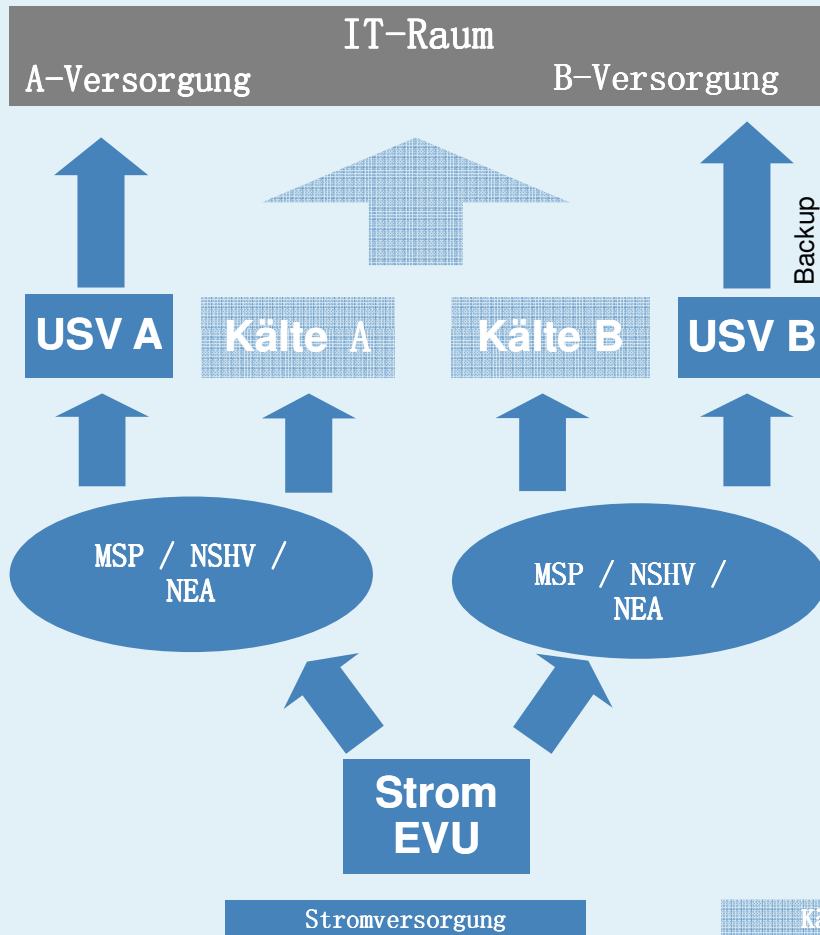 IT-Raum
A-Versorgung
B-Versorgung
Backup
USV A
Kälte A
Kälte B
USV B
MSP / NSHV /
NEA
MSP / NSHV /
NEA
Strom
EVU
Stromversorgung